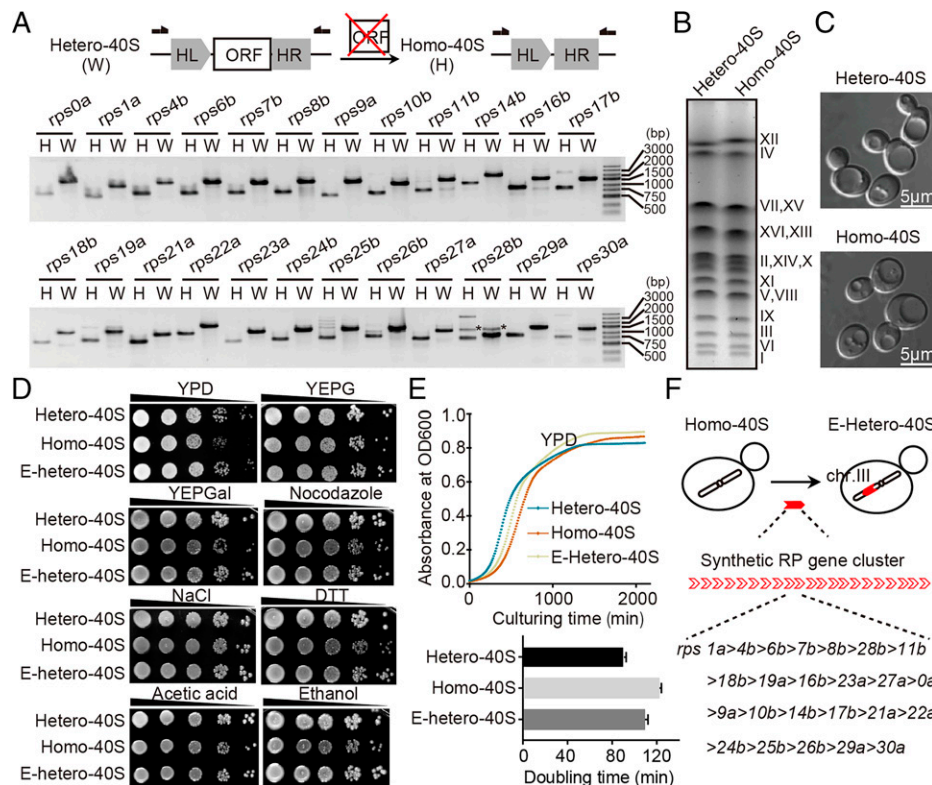 A
Hetero-40S
(W)
HL
ORF
HR
ORF
Homo-40S
(H)
HL
HR
rps0a rps1a rps4b rps6b rps7b rps8b rps9a rps10b rps11b rps14b rps16b rps17b
H W H W H W H W H W H W H W H W H W H W H W H W
(bp)
3000
2000
1500
1000
750
500
rps18b rps19a rps21a rps22a rps23a rps24b rps25b rps26b rps27a rps28b rps29a rps30a
H W H W H W H W H W H W H W H W H W H W H W H W
(bp)
3000
2000
1500
1000
750
500
* *
B
Hetero-40S
Homo-40S
XII
IV
VII,XV
XVI,XIII
II,XIV,X
XI
V,VIII
IX
III
VI
I
C
Hetero-40S
5μm
Homo-40S
5μm
D
YPD YEPG
Hetero-40S
Homo-40S
E-hetero-40S
YEPGal Nocodazole
Hetero-40S
Homo-40S
E-hetero-40S
NaCl DTT
Hetero-40S
Homo-40S
E-hetero-40S
Acetic acid Ethanol
Hetero-40S
Homo-40S
E-hetero-40S
E
Absorbance at OD600
1.0
0.8
0.6
0.4
0.2
0.0
YPD
Hetero-40S
Homo-40S
E-Hetero-40S
0 1000 2000
Culturing time (min)
Hetero-40S
Homo-40S
E-hetero-40S
0 40 80 120
Doubling time (min)
F
Homo-40S E-Hetero-40S
chr.III
Synthetic RP gene cluster
rps 1a>4b>6b>7b>8b>28b>11b
>18b>19a>16b>23a>27a>0a
>9a>10b>14b>17b>21a>22a
>24b>25b>26b>29a>30a